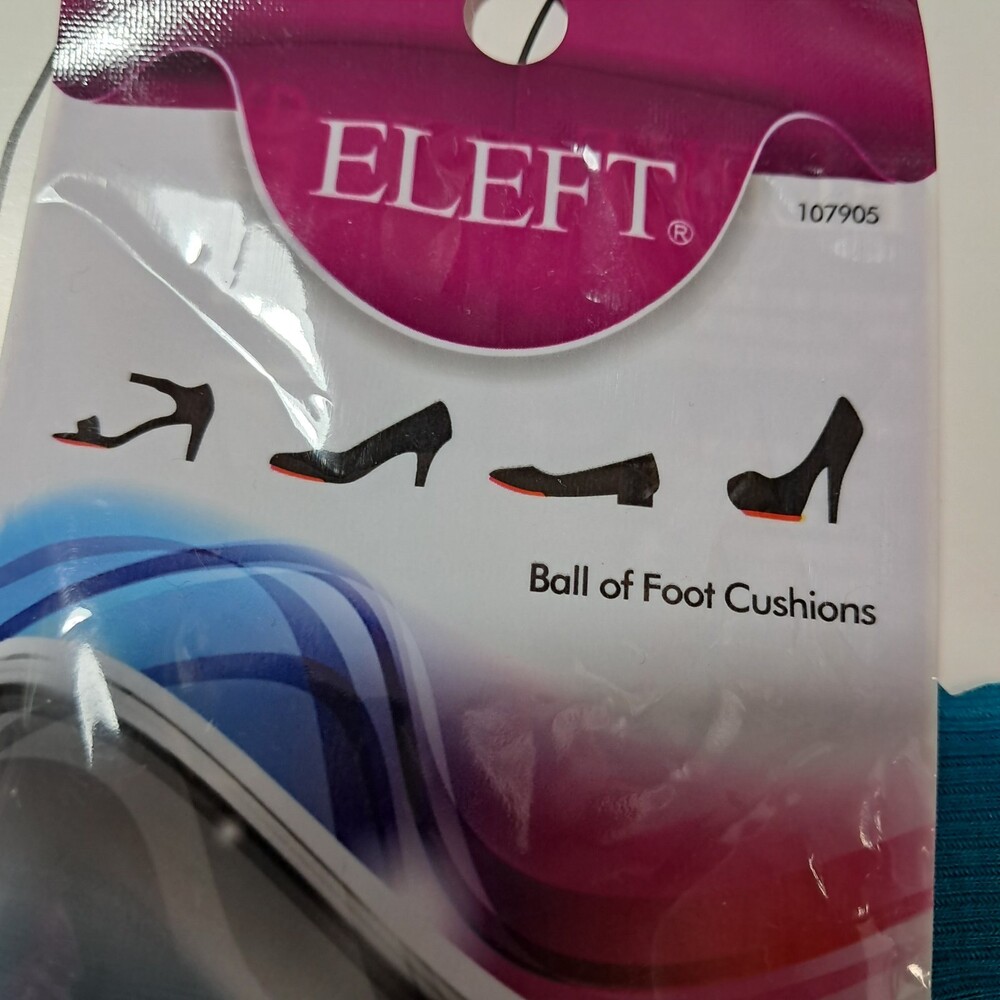 ELEFT®
107905
Ball of Foot Cushions